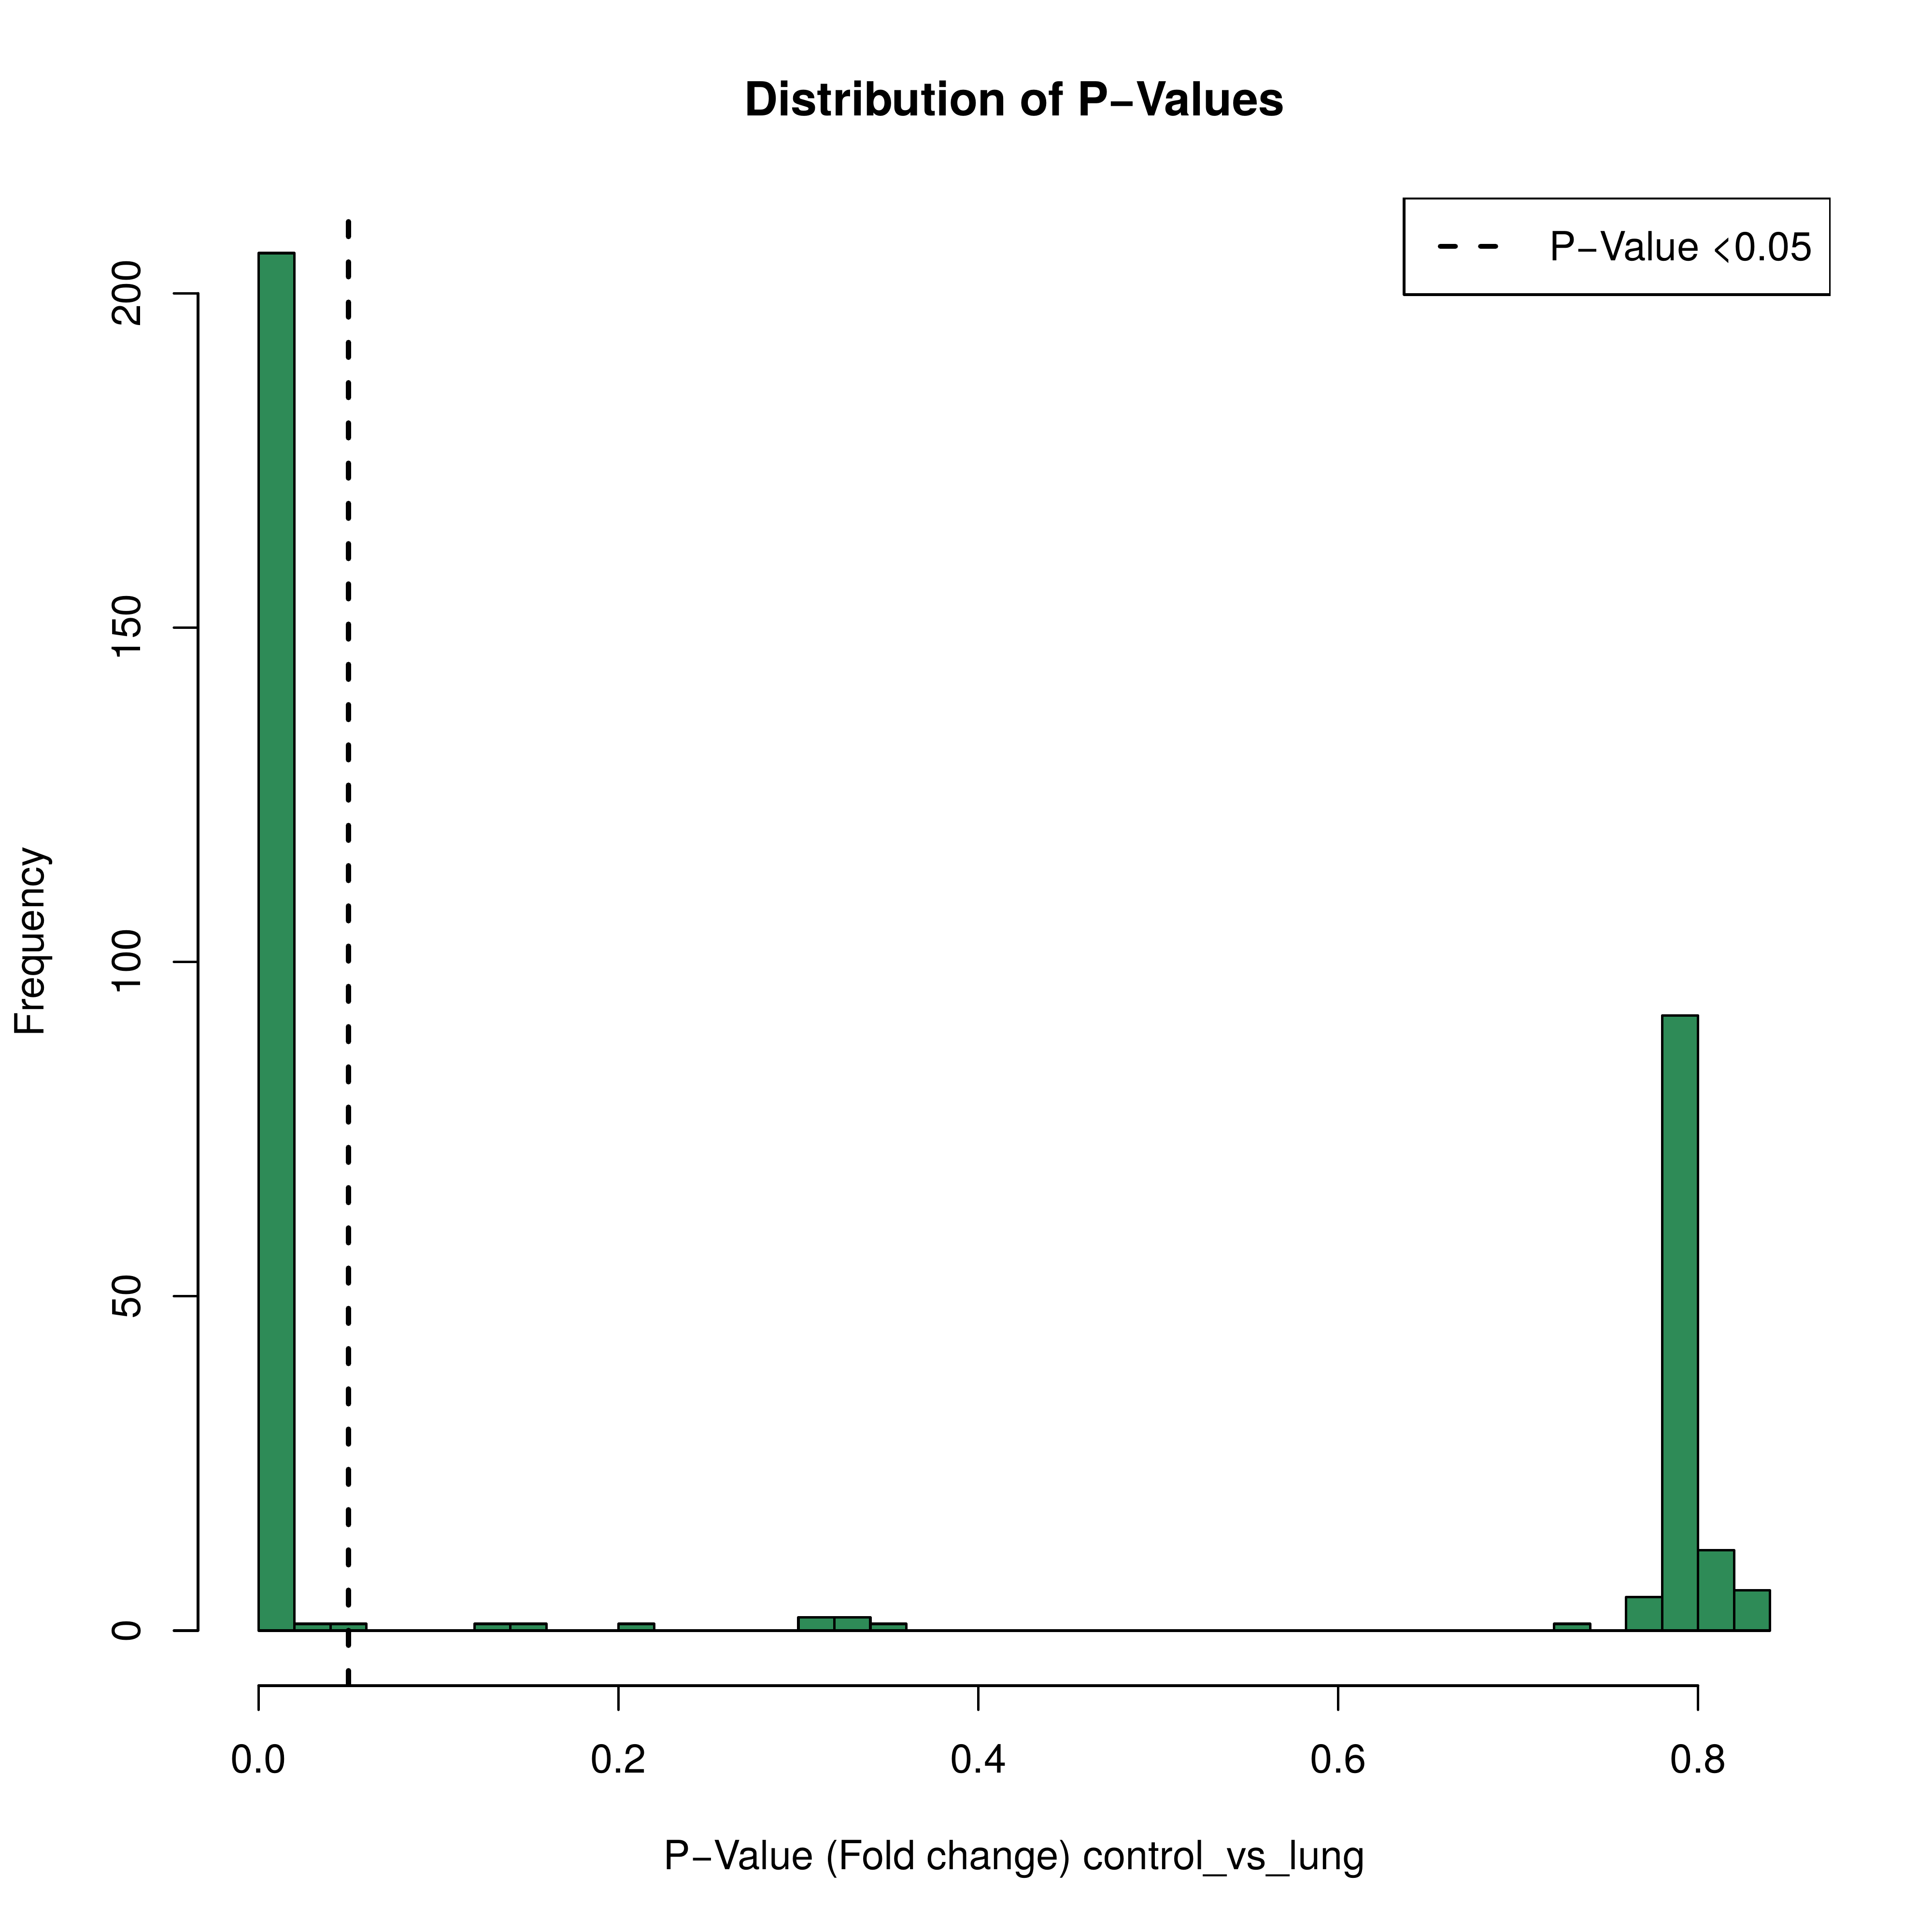 Distribution of P−Values
P−Value <0.05
200
150
100
50
0
Frequency
0.0 0.2 0.4 0.6 0.8
P−Value (Fold change) control_vs_lung